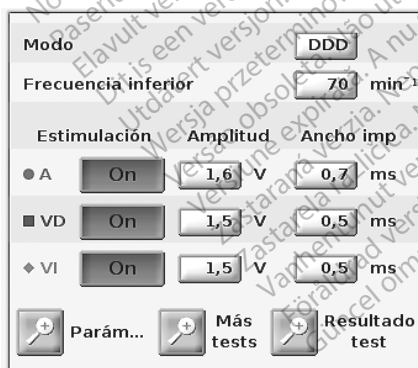 Modo DDD
Frecuencia inferior 70 min⁻¹
Estimulación Amplitud Ancho imp
A On 1,6 V 0,7 ms
VD On 1,5 V 0,5 ms
VI On 1,5 V 0,5 ms
Parám... Más tests Resultado test